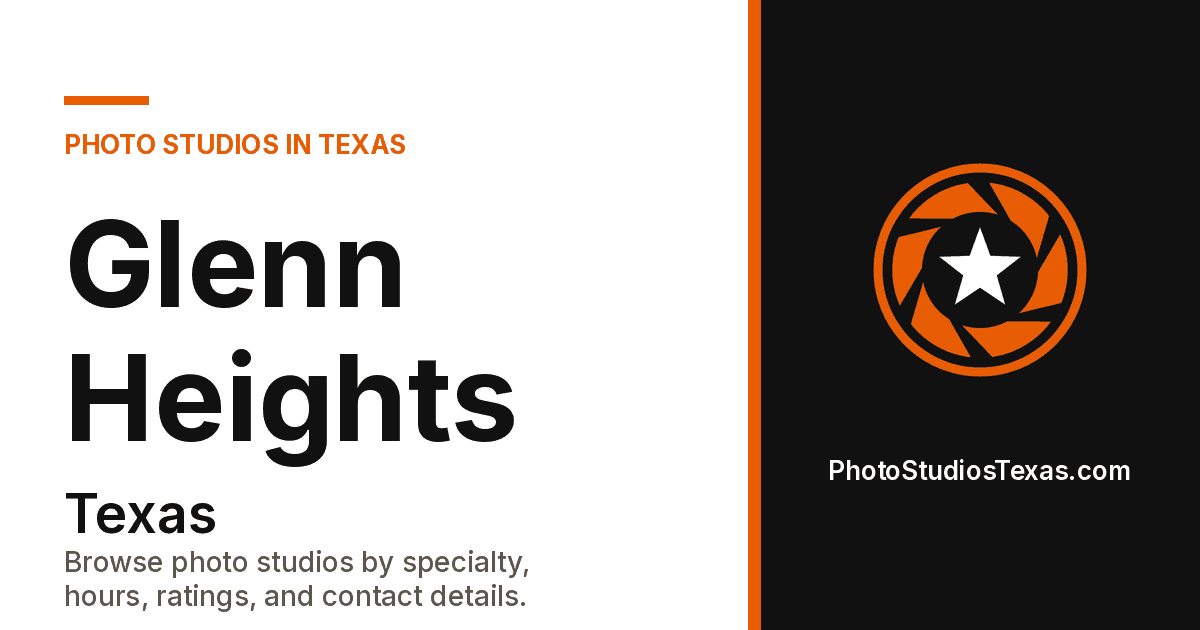 PHOTO STUDIOS IN TEXAS
Glenn
Heights
Texas
Browse photo studios by specialty,
hours, ratings, and contact details.
PhotoStudiosTexas.com